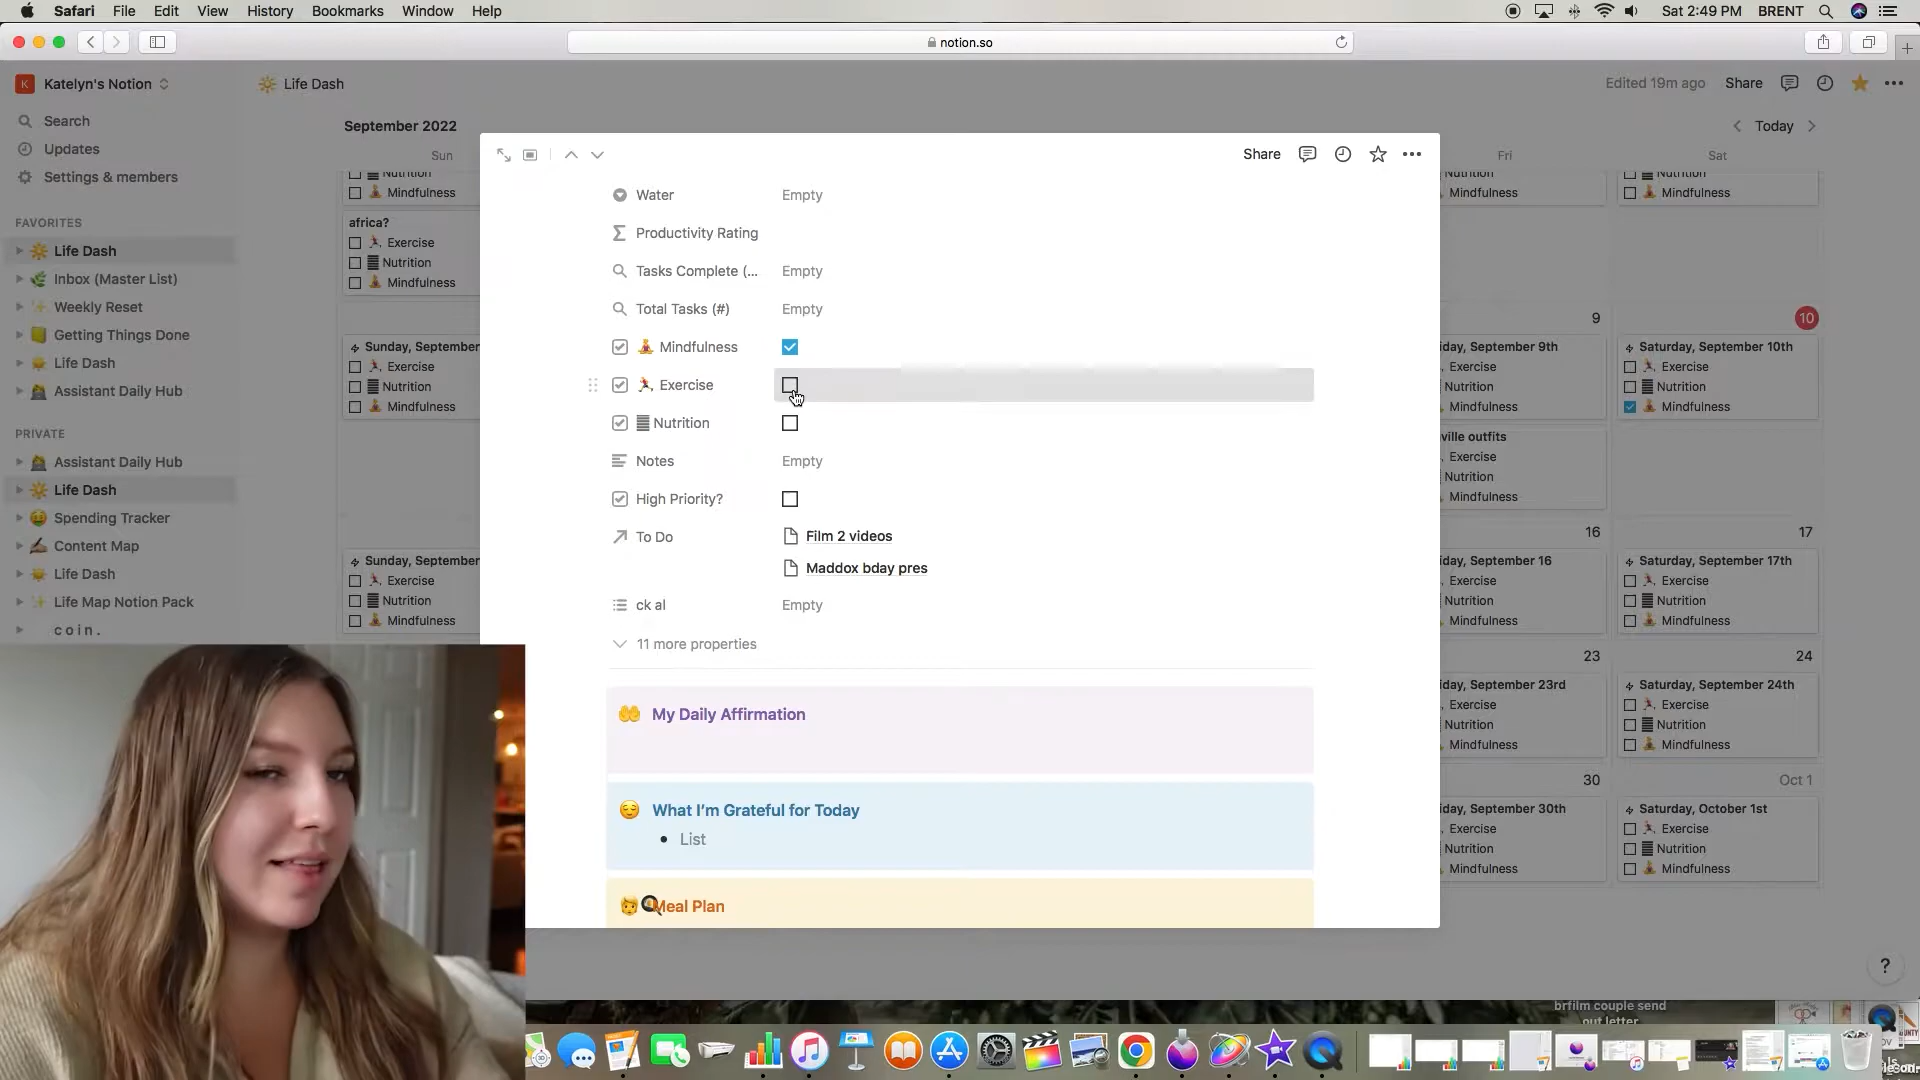 Safari File Edit View History Bookmarks Window Help
Sat 2:49 PM BRENT
notion.so
K Katelyn's Notion
Life Dash
Edited 19m ago Share
Search
Updates
Settings & members
FAVORITES
Life Dash
Inbox (Master List)
Weekly Reset
Getting Things Done
Life Dash
Assistant Daily Hub
PRIVATE
Assistant Daily Hub
Life Dash
Spending Tracker
Content Map
Life Dash
Life Map Notion Pack
coin.
September 2022
Today
Sun
Fri
Sat
Nutrition
Mindfulness
africa?
Exercise
Nutrition
Mindfulness
Sunday, September
Exercise
Nutrition
Mindfulness
Sunday, September
Exercise
Nutrition
Mindfulness
Share
Water Empty
Productivity Rating
Tasks Complete (... Empty
Total Tasks (#) Empty
Mindfulness
Exercise
Nutrition
Notes Empty
High Priority?
To Do Film 2 videos
Maddox bday pres
ck al Empty
11 more properties
My Daily Affirmation
What I'm Grateful for Today
List
Meal Plan
Nutrition
Mindfulness
9
day, September 9th
Exercise
Nutrition
Mindfulness
ville outfits
Exercise
Nutrition
Mindfulness
16
day, September 16
Exercise
Nutrition
Mindfulness
23
day, September 23rd
Exercise
Nutrition
Mindfulness
30
day, September 30th
Exercise
Nutrition
Mindfulness
Nutrition
Mindfulness
10
Saturday, September 10th
Exercise
Nutrition
Mindfulness
17
Saturday, September 17th
Exercise
Nutrition
Mindfulness
24
Saturday, September 24th
Exercise
Nutrition
Mindfulness
Oct 1
Saturday, October 1st
Exercise
Nutrition
Mindfulness
?
brfilm couple send
out letter